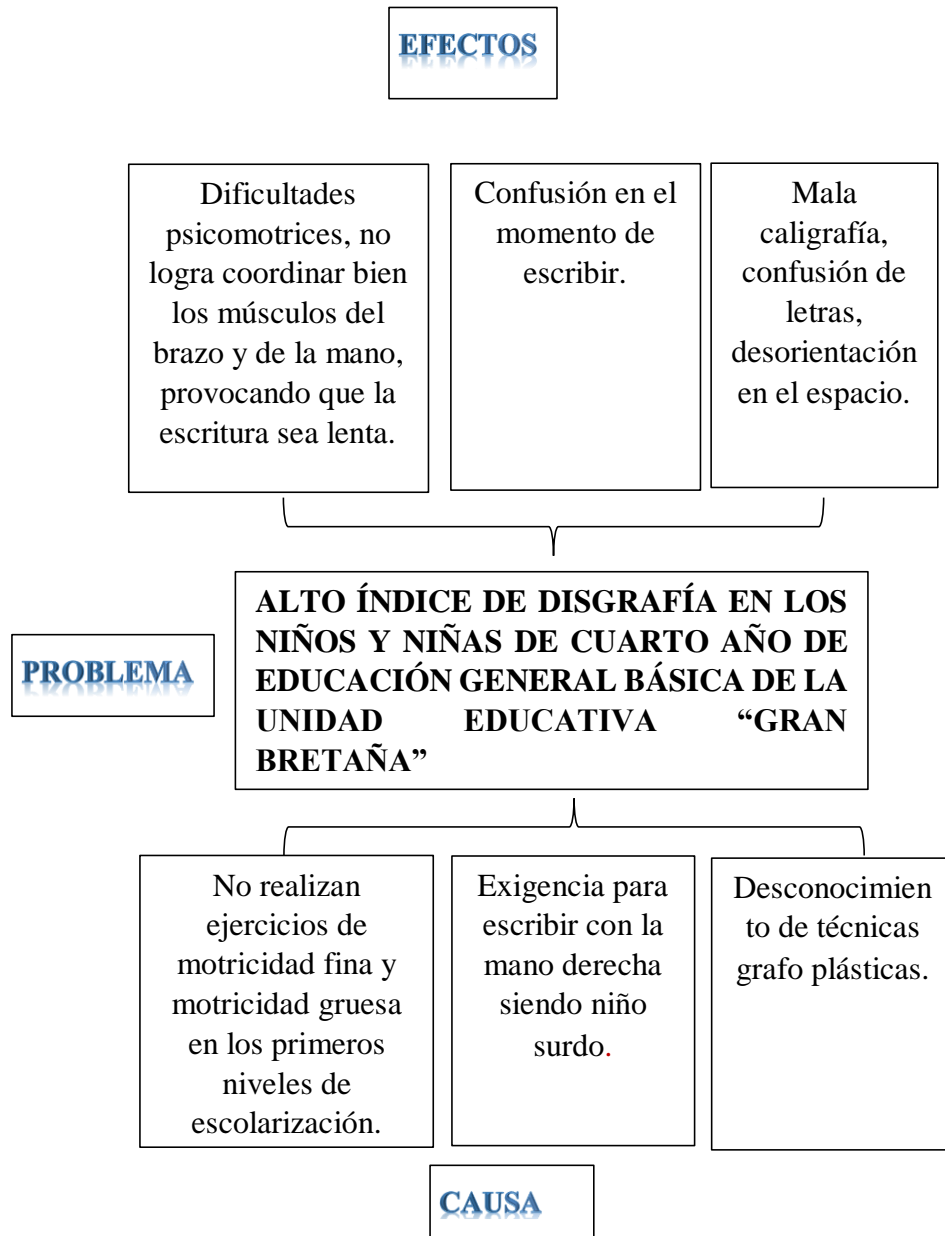 EFECTOS
Dificultades
psicomotrices, no
logra coordinar bien
los músculos del
brazo y de la mano,
provocando que la
escritura sea lenta.
Confusión en el
momento de
escribir.
Mala
caligrafía,
confusión de
letras,
desorientación
en el espacio.
PROBLEMA
ALTO ÍNDICE DE DISGRAFÍA EN LOS
NIÑOS Y NIÑAS DE CUARTO AÑO DE
EDUCACIÓN GENERAL BÁSICA DE LA
UNIDAD EDUCATIVA “GRAN
BRETAÑA”
No realizan
ejercicios de
motricidad fina y
motricidad gruesa
en los primeros
niveles de
escolarización.
Exigencia para
escribir con la
mano derecha
siendo niño
surdo.
Desconocimien
to de técnicas
grafo plásticas.
CAUSA